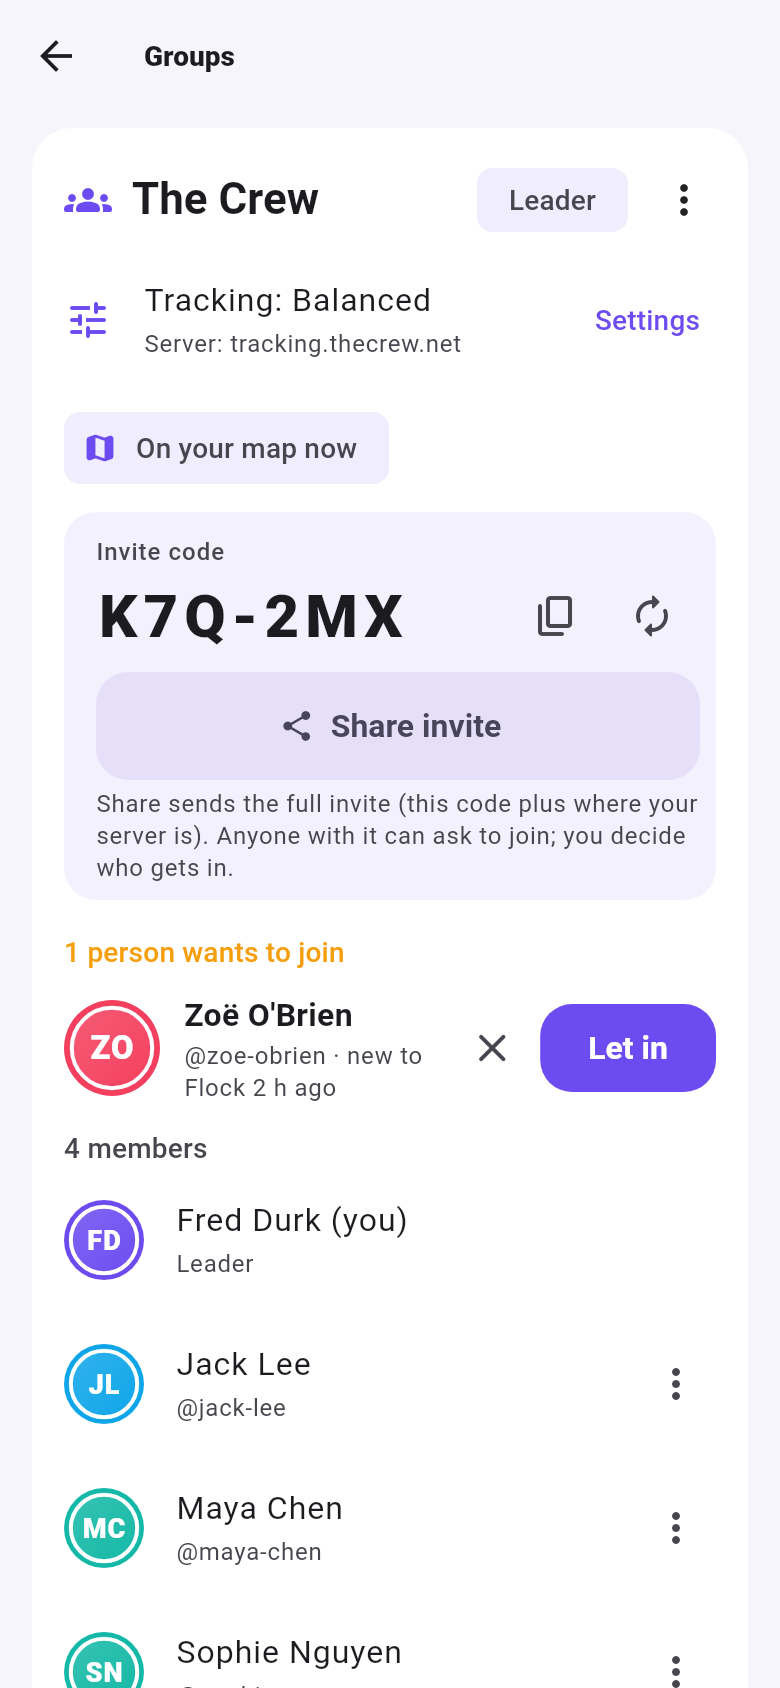 Groups
The Crew
Leader
Tracking: Balanced
Server: tracking.thecrew.net
Settings
On your map now
Invite code
K7Q-2MX
Share invite
Share sends the full invite (this code plus where your
server is). Anyone with it can ask to join; you decide
who gets in.
1 person wants to join
ZO
Zoë O'Brien
@zoe-obrien · new to
Flock 2 h ago
Let in
4 members
FD
Fred Durk (you)
Leader
JL
Jack Lee
@jack-lee
MC
Maya Chen
@maya-chen
SN
Sophie Nguyen